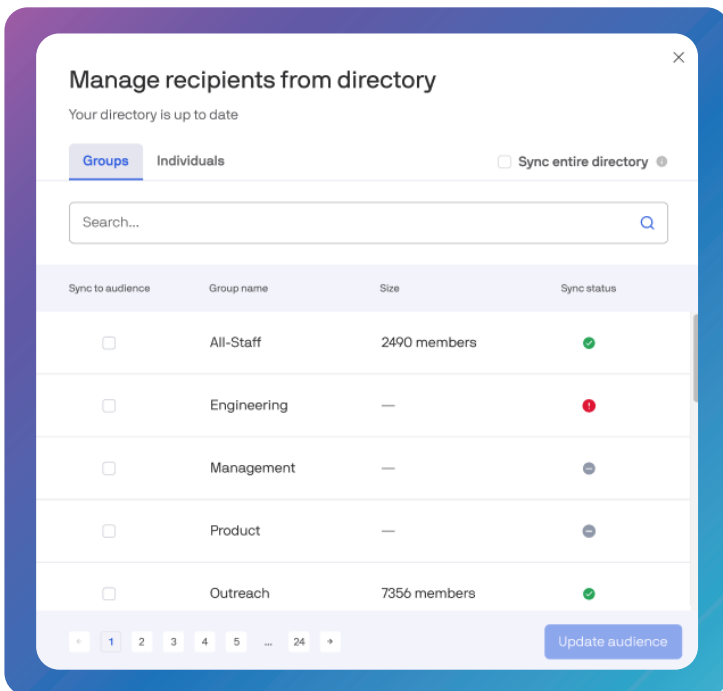 Manage recipients from directory
Your directory is up to date
Groups Individuals Sync entire directory
Search...
Sync to audience Group name Size Sync status
All-Staff 2490 members
Engineering —
Management —
Product —
Outreach 7356 members
1 2 3 4 5 ... 24
Update audience